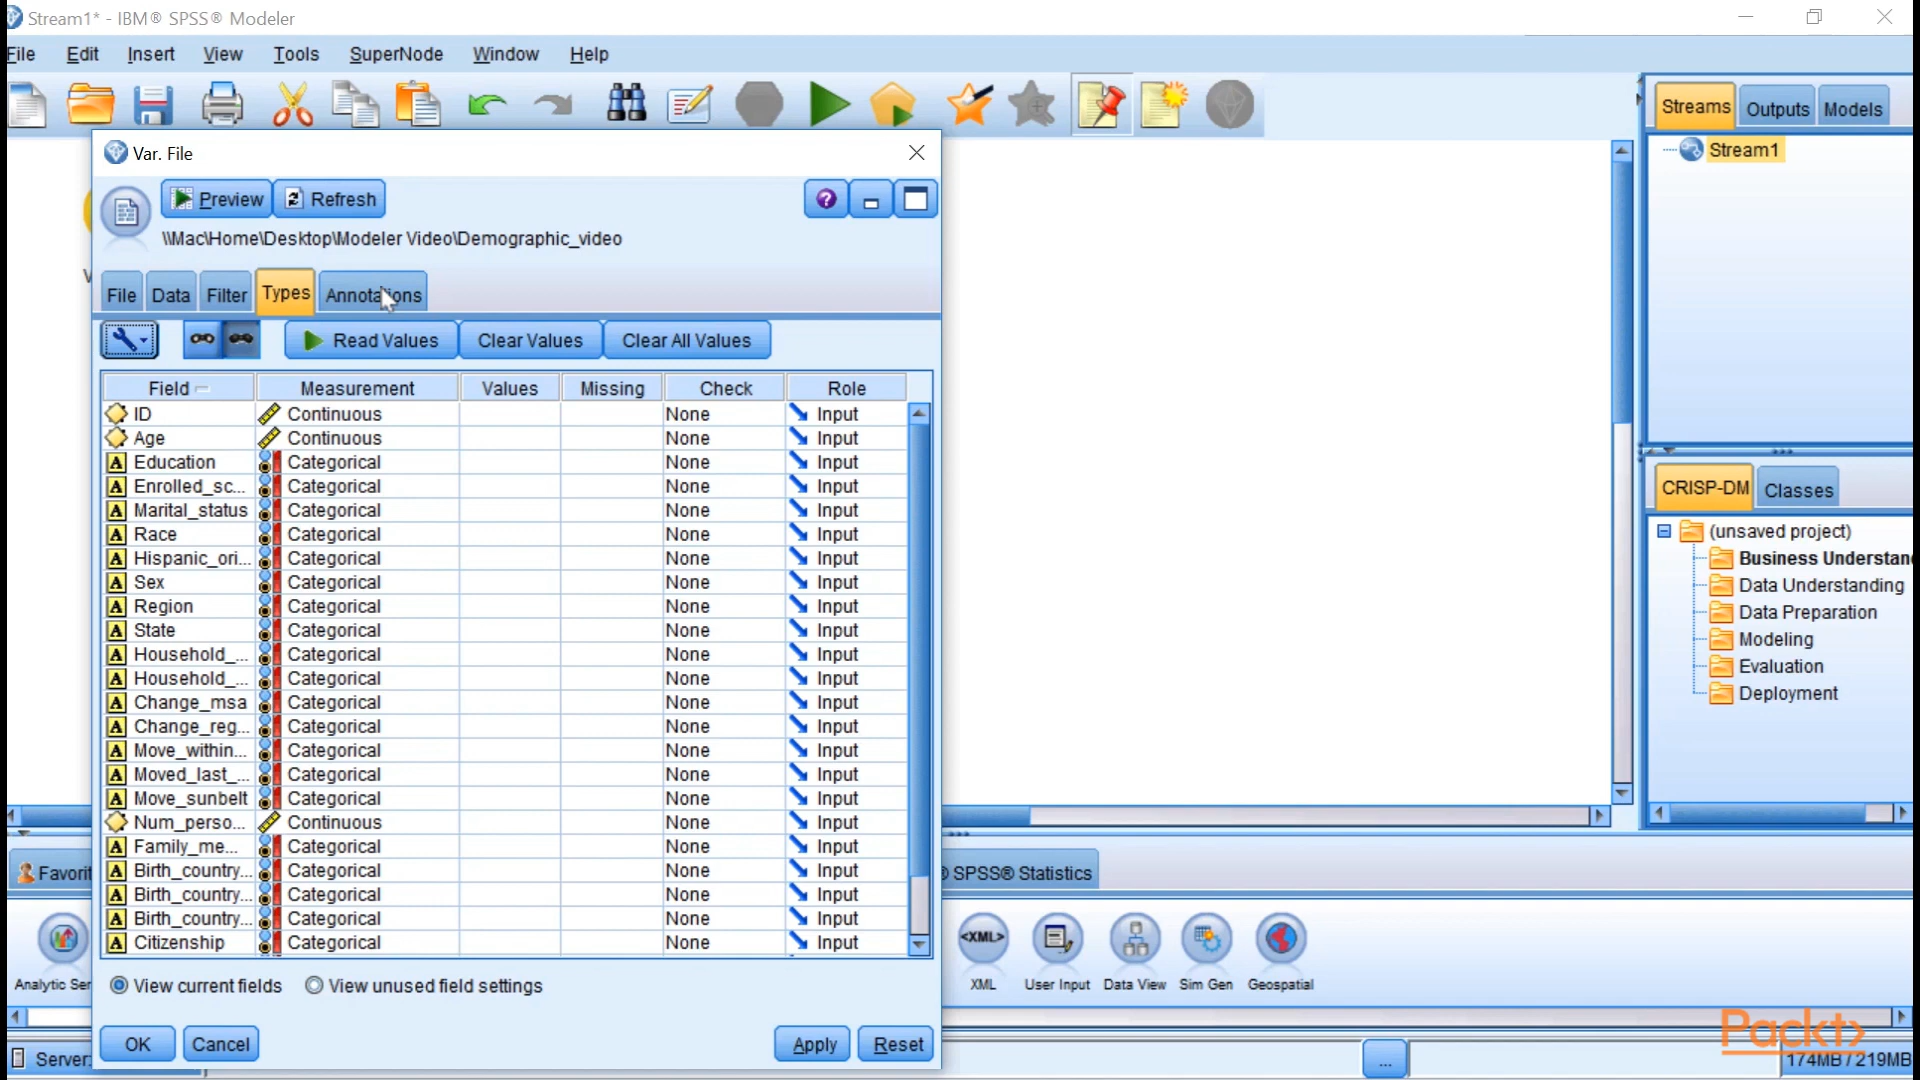 Stream1* - IBM® SPSS® Modeler
File Edit Insert View Tools SuperNode Window Help
Var. File
Preview Refresh
\\Mac\Home\Desktop\Modeler Video\Demographic_video
File Data Filter Types Annotations
Read Values Clear Values Clear All Values
Field Measurement Values Missing Check Role
ID Continuous None Input
Age Continuous None Input
A Education Categorical None Input
A Enrolled_sc... Categorical None Input
A Marital_status Categorical None Input
A Race Categorical None Input
A Hispanic_ori... Categorical None Input
A Sex Categorical None Input
A Region Categorical None Input
A State Categorical None Input
A Household_... Categorical None Input
A Household_... Categorical None Input
A Change_msa Categorical None Input
A Change_reg... Categorical None Input
A Move_within... Categorical None Input
A Moved_last_... Categorical None Input
A Move_sunbelt Categorical None Input
Num_perso... Continuous None Input
A Family_me... Categorical None Input
A Birth_country... Categorical None Input
A Birth_country... Categorical None Input
A Birth_country... Categorical None Input
A Citizenship Categorical None Input
View current fields View unused field settings
OK Cancel Apply Reset
Streams Outputs Models
Stream1
CRISP-DM Classes
(unsaved project)
Business Understan
Data Understanding
Data Preparation
Modeling
Evaluation
Deployment
V
Favorit
® SPSS® Statistics
<XML>
Analytic Ser XML User Input Data View Sim Gen Geospatial
Packt>
Server: ... 174MB / 219MB